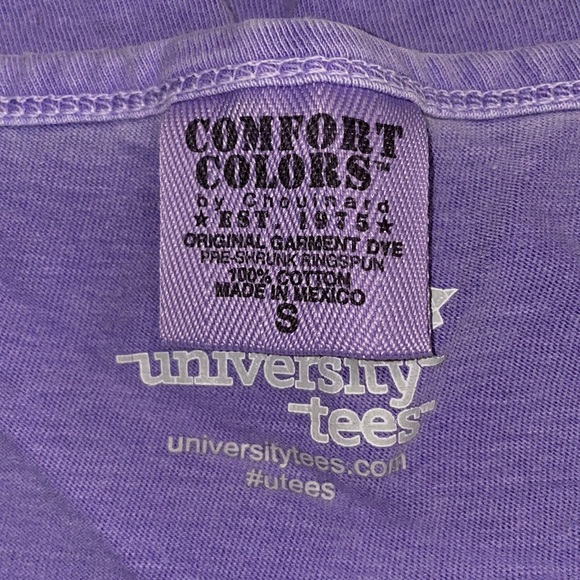 COMFORT
COLORS™
by Chouinard
★ EST. 1975 ★
ORIGINAL GARMENT DYE
PRE-SHRUNK RINGSPUN
100% COTTON
MADE IN MEXICO
S
university
tees
universitytees.com
#utees